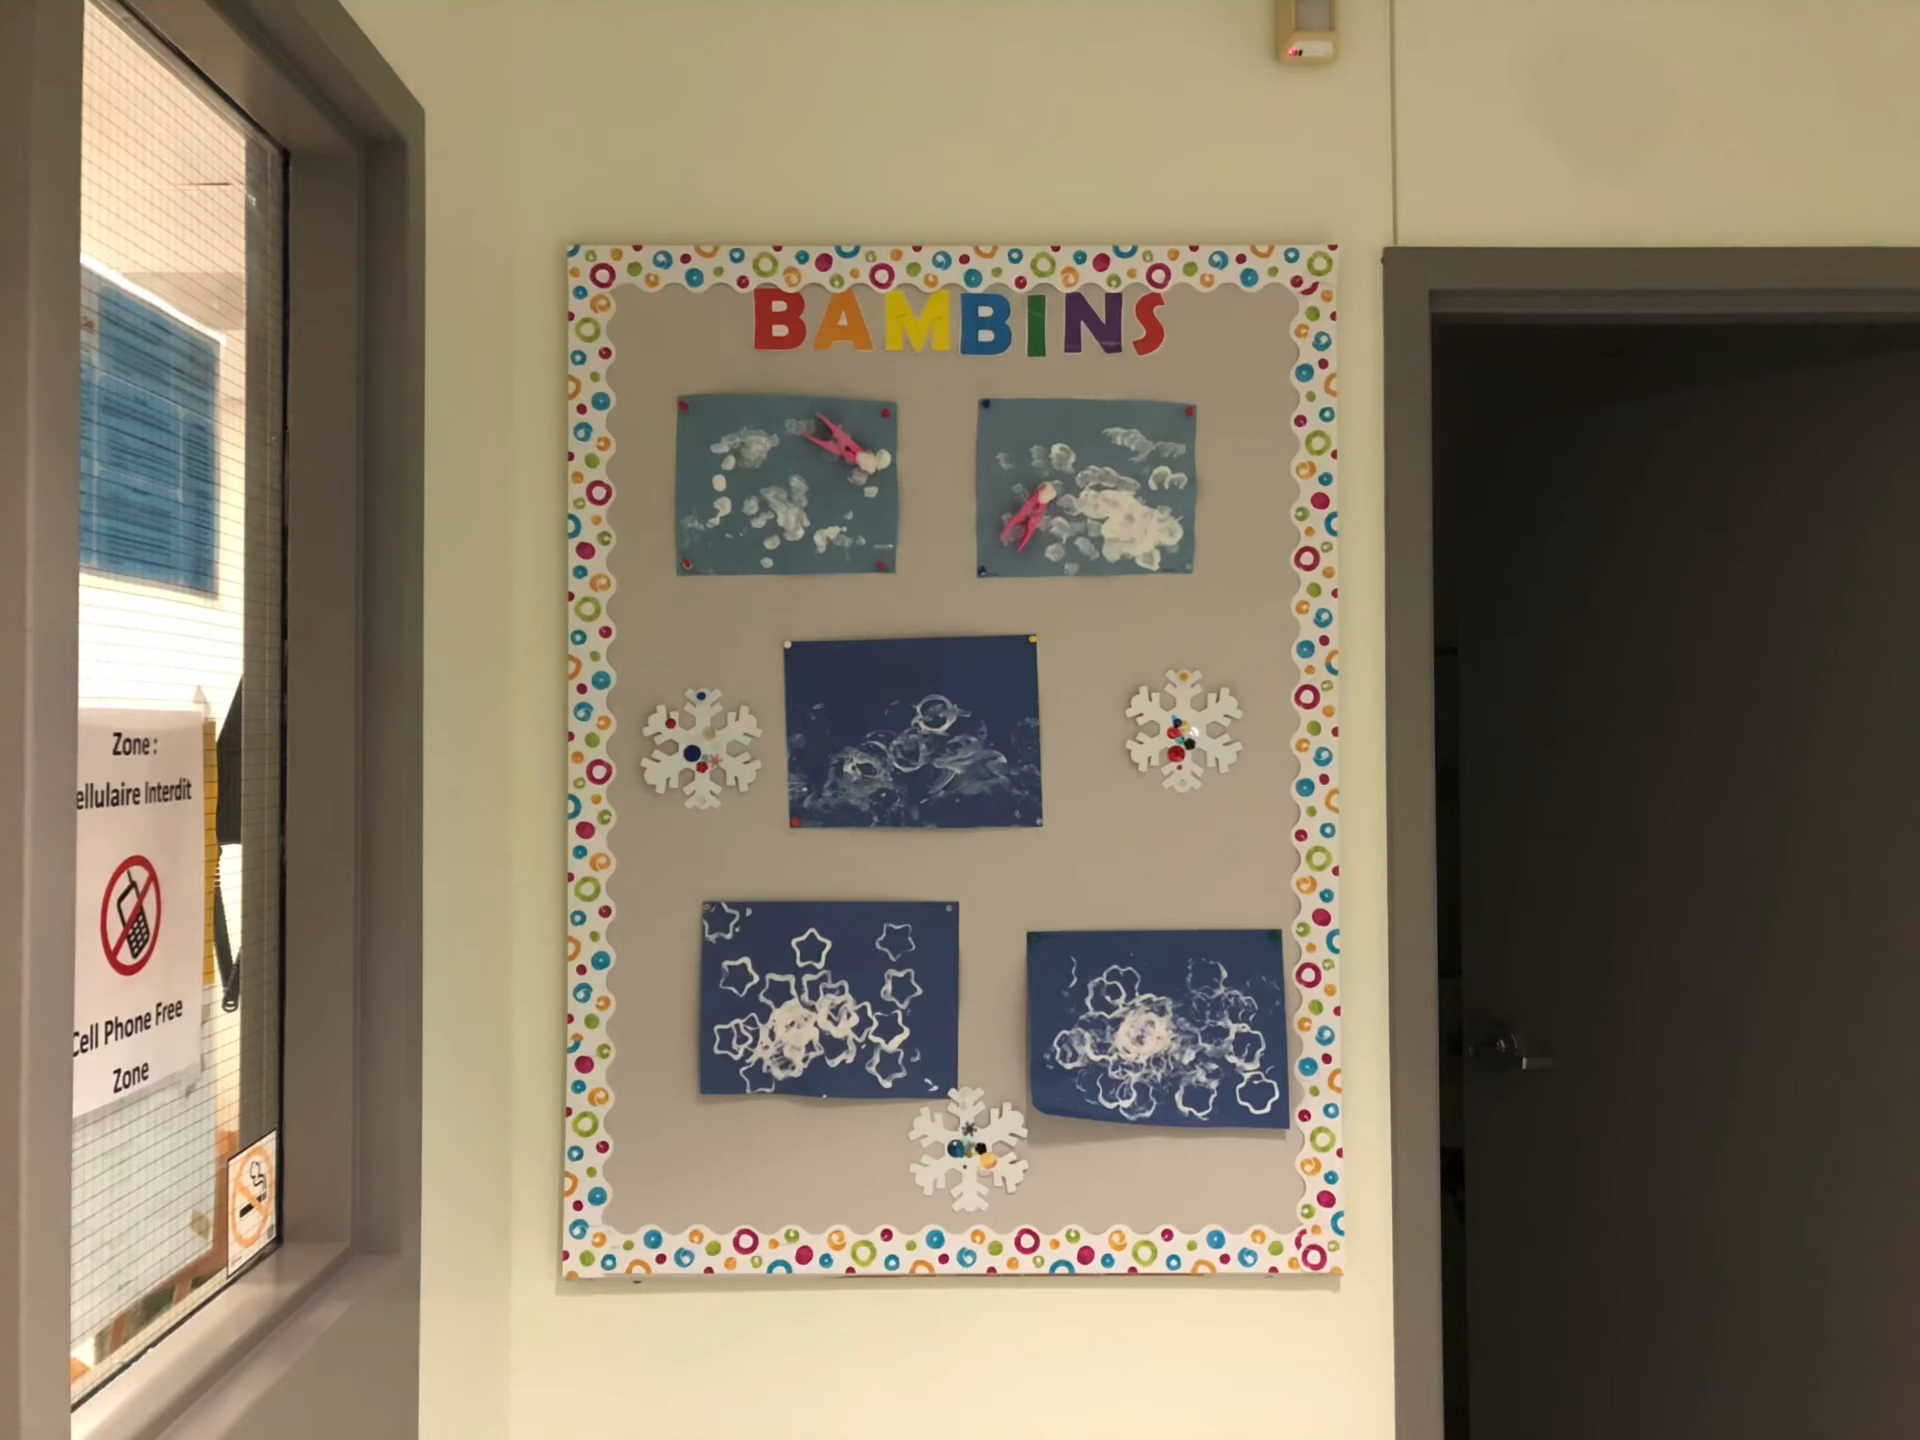 BAMBINS
Zone :
ellulaire Interdit
Cell Phone Free
Zone